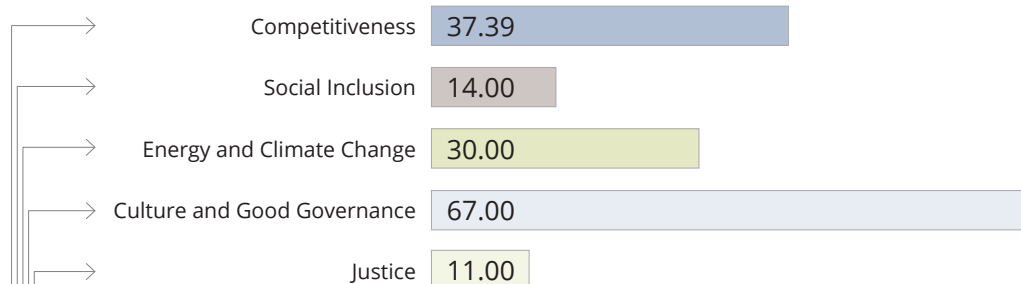 Competitiveness 37.39
Social Inclusion 14.00
Energy and Climate Change 30.00
Culture and Good Governance 67.00
Justice 11.00